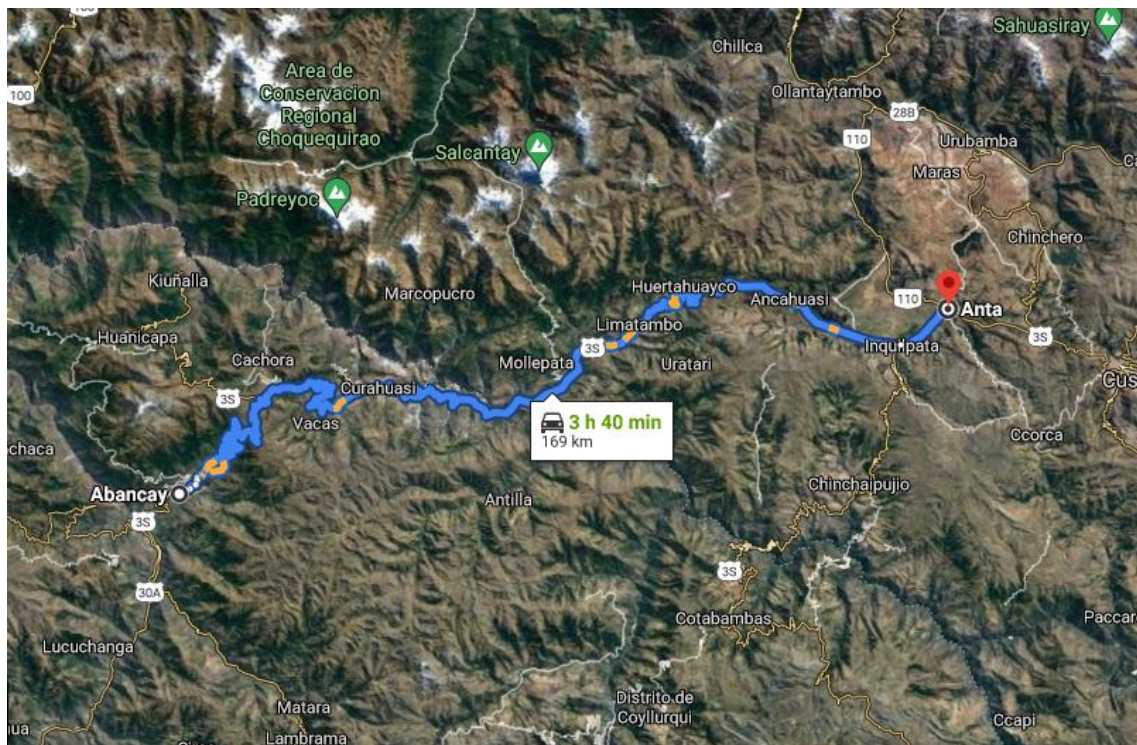 100
100
Sahuasiray
Chillca
Area de
Conservacion
Regional
Choquequirao
Ollantaytambo
28B
110
Urubamba
Salcantay
Maras
Padreyoc
Chinchero
Kiuñalla
Marcopucro
Huertahuayco
Ancahuasi
110
Anta
Huanicapa
Limatambo
3S
3S
Cachora
Mollepata
Uratari
Inquilpata
3S
Curahuasi
3 h 40 min
169 km
Vacas
Ccorca
Abancay
Antilla
Chinchaipujio
3S
3S
30A
Cotabambas
Lucuchanga
Matara
Distrito de
Coyllurqui
Ccapi
Lambrama